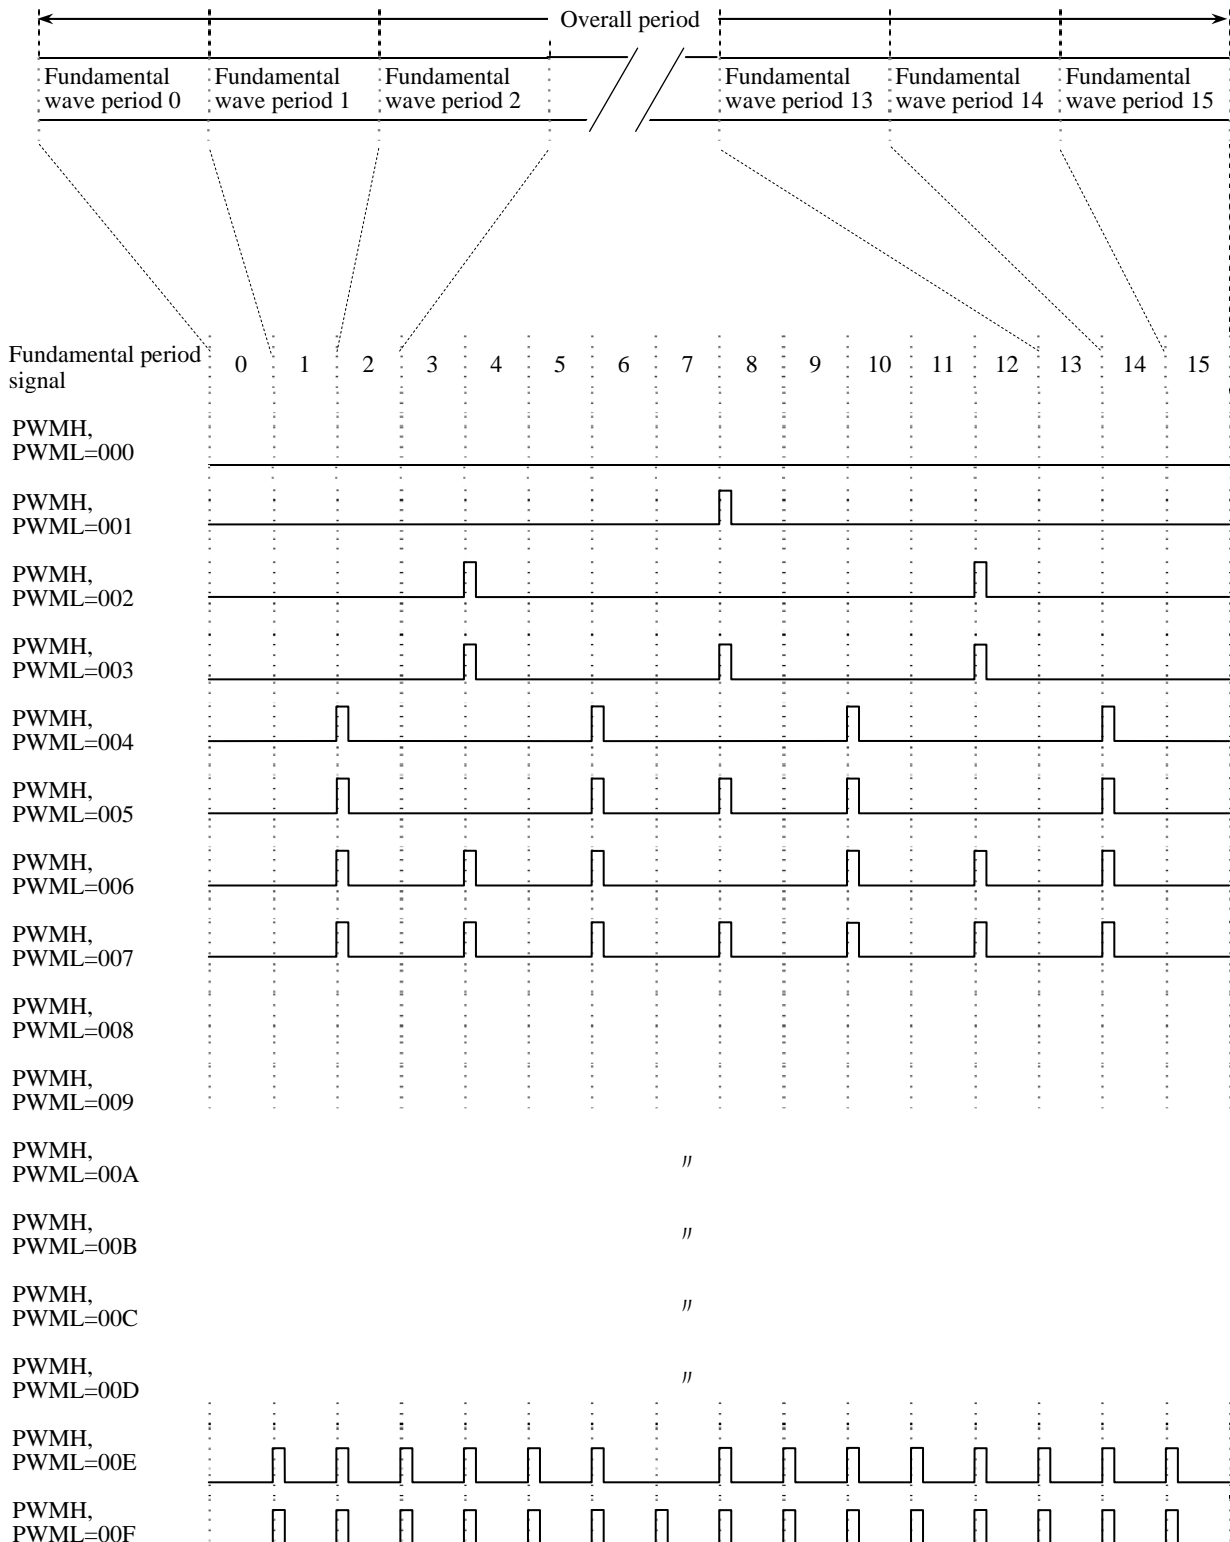 Overall period
Fundamental
wave period 0
Fundamental
wave period 1
Fundamental
wave period 2
Fundamental
wave period 13
Fundamental
wave period 14
Fundamental
wave period 15
Fundamental period
signal
0 1 2 3 4 5 6 7 8 9 10 11 12 13 14 15
PWMH,
PWML=000
PWMH,
PWML=001
PWMH,
PWML=002
PWMH,
PWML=003
PWMH,
PWML=004
PWMH,
PWML=005
PWMH,
PWML=006
PWMH,
PWML=007
PWMH,
PWML=008
PWMH,
PWML=009
PWMH,
PWML=00A
〃
PWMH,
PWML=00B
〃
PWMH,
PWML=00C
〃
PWMH,
PWML=00D
〃
PWMH,
PWML=00E
PWMH,
PWML=00F